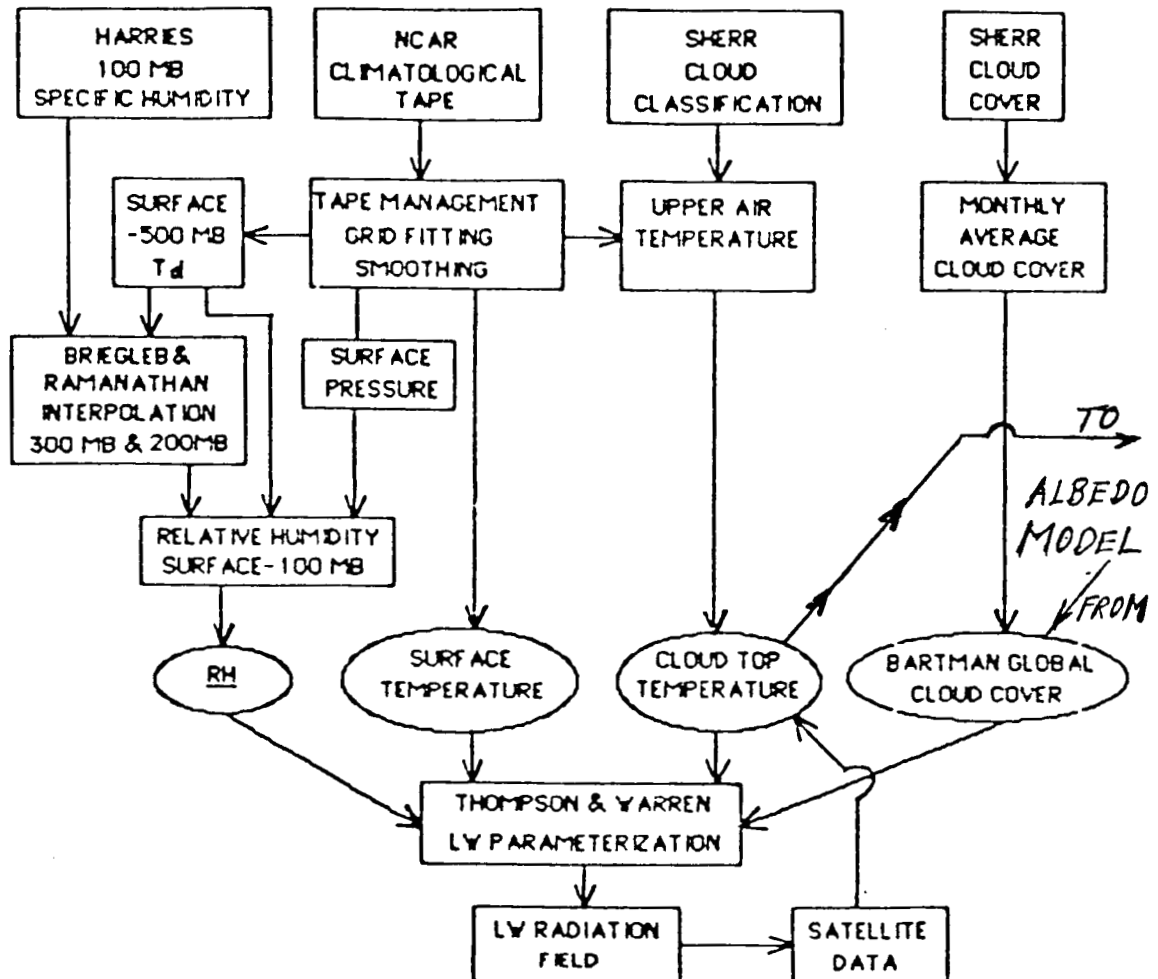 HARRIES
100 MB
SPECIFIC HUMIDITY
NCAR
CLIMATOLOGICAL
TAPE
SHERR
CLOUD
CLASSIFICATION
SHERR
CLOUD
COVER
SURFACE
-500 MB
Td
TAPE MANAGEMENT
GRID FITTING
SMOOTHING
UPPER AIR
TEMPERATURE
MONTHLY
AVERAGE
CLOUD COVER
BRIEGLEB &
RAMANATHAN
INTERPOLATION
300 MB & 200MB
SURFACE
PRESSURE
TO
ALBEDO
MODEL
FROM
RELATIVE HUMIDITY
SURFACE-100 MB
RH
SURFACE
TEMPERATURE
CLOUD TOP
TEMPERATURE
BARTMAN GLOBAL
CLOUD COVER
THOMPSON & WARREN
LW PARAMETERIZATION
LW RADIATION
FIELD
SATELLITE
DATA